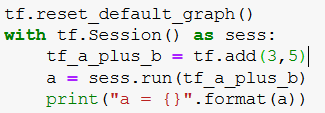 tf.reset_default_graph()
with tf.Session() as sess:
    tf_a_plus_b = tf.add(3,5)
    a = sess.run(tf_a_plus_b)
    print("a = {}".format(a))